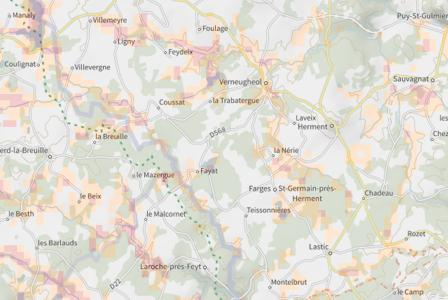 Manaly
Villemeyre
Puy-St-Gulmier
Foulage
Ligny
Feydeix
Coulignat
Villevergne
Sauvagnat
Verneugheol
Coussat
la Trabatergue
Laveix
Herment
les
Chez
D568
la Breuille
erd-la-Breuille
la Nérie
le Mazergue
Fayat
Farges
St-Germain-près-
Herment
Chadeau
le Beix
le Besth
le Malcornet
Teissonnières
les Barlauds
Rozet
Lastic
Laroche-près-Feyt
D22
Montelbrut
le Camp